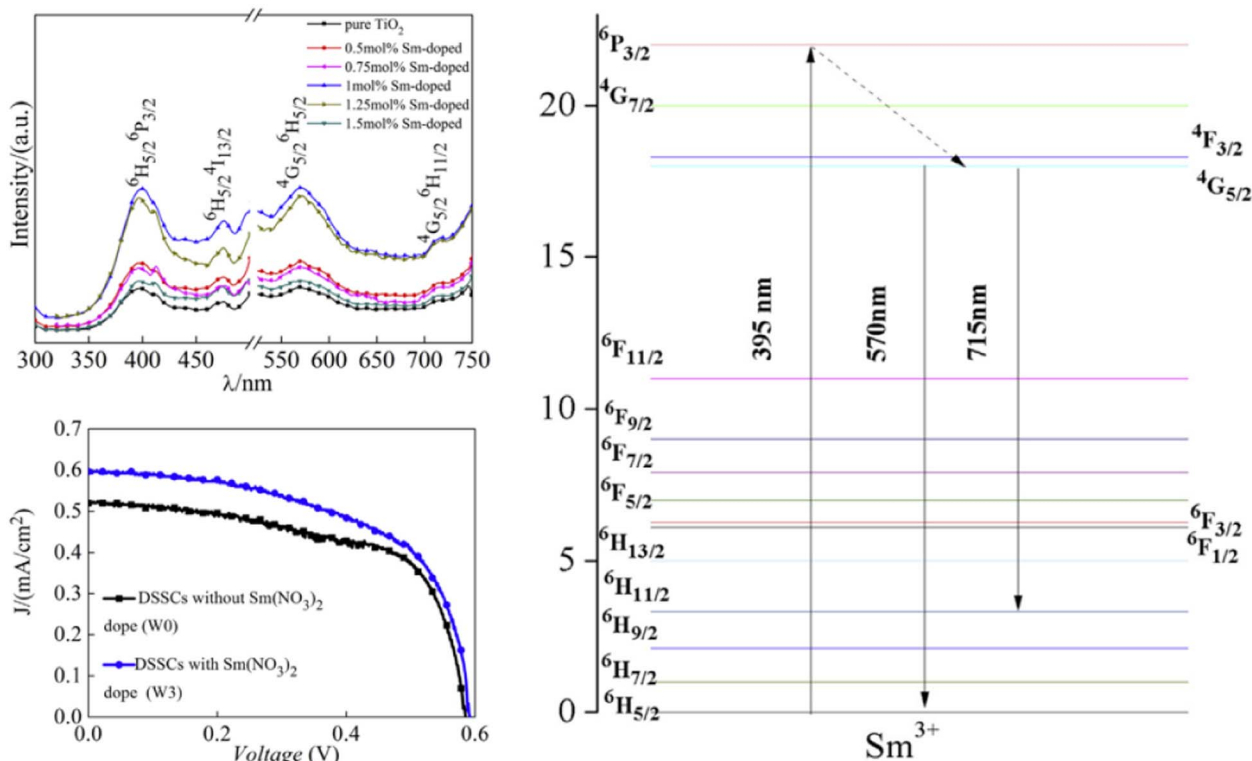 pure TiO₂
0.5mol% Sm-doped
0.75mol% Sm-doped
1mol% Sm-doped
1.25mol% Sm-doped
1.5mol% Sm-doped
⁶H₅/₂ ⁶P₃/₂
⁶H₅/₂ ⁴I₁₃/₂
⁴G₅/₂ ⁶H₅/₂
⁴G₅/₂ ⁶H₁₁/₂
Intensity/(a.u.)
300 350 400 450 550 600 650 700 750
λ/nm
0.7
0.6
0.5
0.4
0.3
0.2
0.1
0.0
J/(mA/cm²)
DSSCs without Sm(NO₃)₂
dope (W0)
DSSCs with Sm(NO₃)₂
dope (W3)
0.0 0.2 0.4 0.6
Voltage (V)
⁶P₃/₂
⁴G₇/₂
20
⁴F₃/₂
⁴G₅/₂
15
395 nm
570nm
715nm
⁶F₁₁/₂
10
⁶F₉/₂
⁶F₇/₂
⁶F₅/₂
⁶F₃/₂
⁶F₁/₂
⁶H₁₃/₂
5
⁶H₁₁/₂
⁶H₉/₂
⁶H₇/₂
⁶H₅/₂
0
Sm³⁺